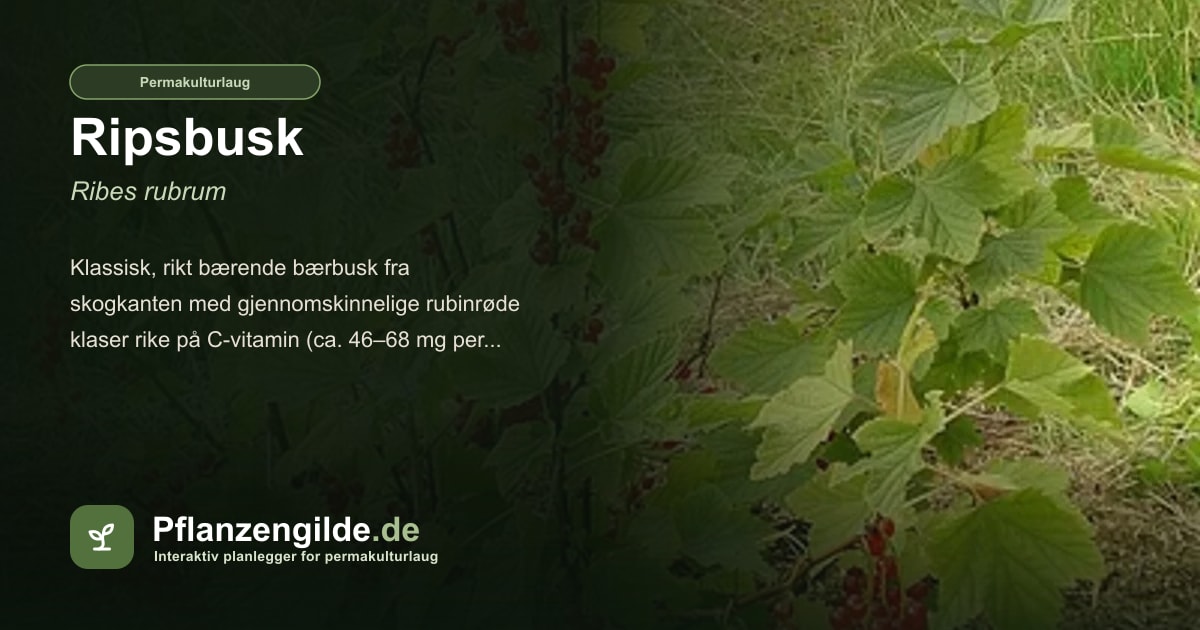 Permakulturlaug
Ripsbusk
Ribes rubrum
Klassisk, rikt bærende bærbusk fra
skogkanten med gjennomskinnelige rubinrøde
klaser rike på C-vitamin (ca. 46–68 mg per...
Pflanzengilde.de
Interaktiv planlegger for permakulturlaug